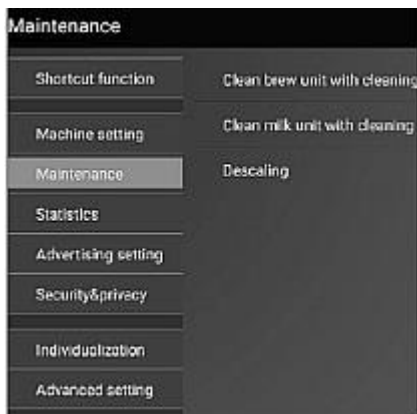 Maintenance
Shortcut function
Machine setting
Maintenance
Statistics
Advertising setting
Security&privacy
Individualization
Advanced setting
Clean brew unit with cleaning
Clean milk unit with cleaning
Descaling